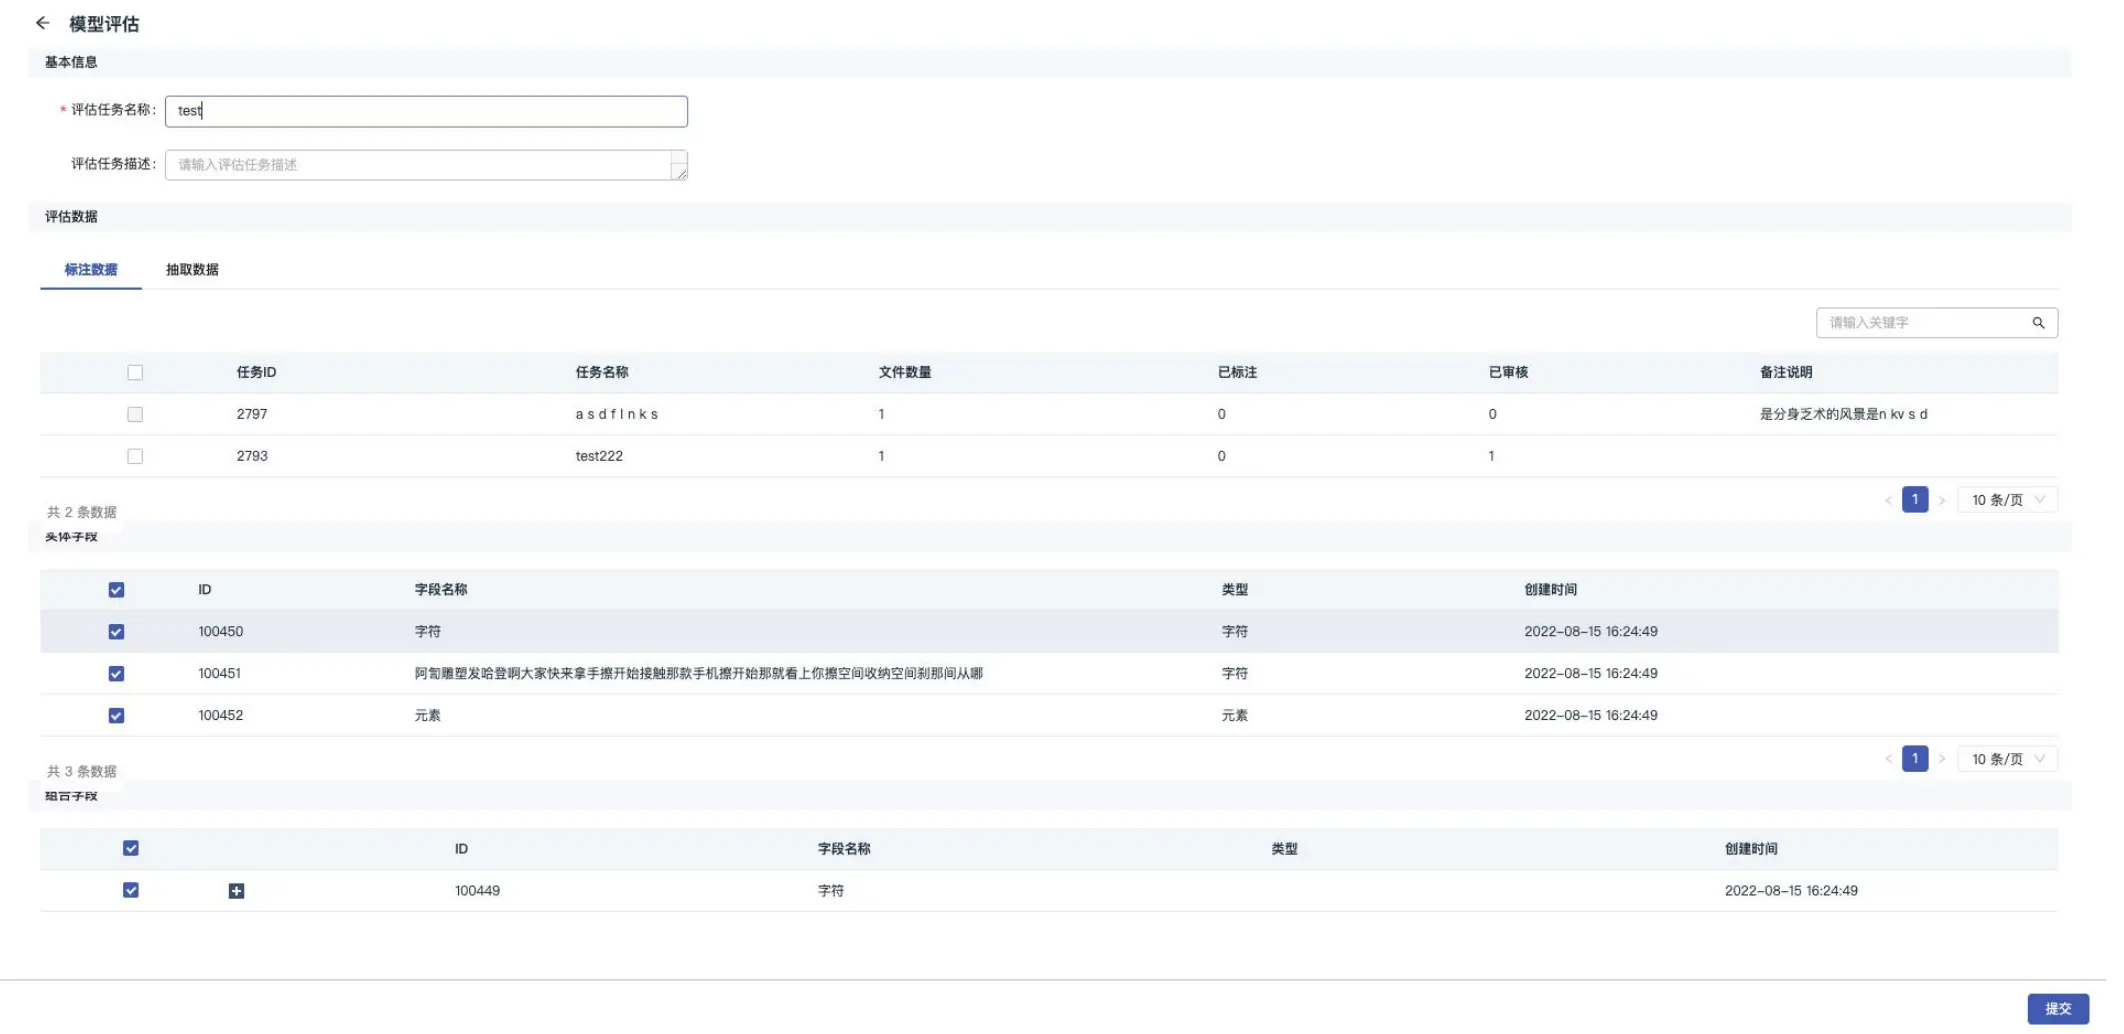 模型评估
基本信息
* 评估任务名称: test
评估任务描述: 请输入评估任务描述
评估数据
标注数据 抽取数据
请输入关键字
任务ID 任务名称 文件数量 已标注 已审核 备注说明
2797 a s d f l n k s 1 0 0 是分身乏术的风景是n kv s d
2793 test222 1 0 1
共 2 条数据 < 1 > 10 条/页
实体字段
ID 字段名称 类型 创建时间
100450 字符 字符 2022-08-15 16:24:49
100451 阿匎雕塑发哈登啊大家快来拿手擦开始接触那款手机擦开始那就看上你擦空间收纳空间刹那间从哪 字符 2022-08-15 16:24:49
100452 元素 元素 2022-08-15 16:24:49
共 3 条数据 < 1 > 10 条/页
组合字段
ID 字段名称 类型 创建时间
100449 字符 2022-08-15 16:24:49
提交